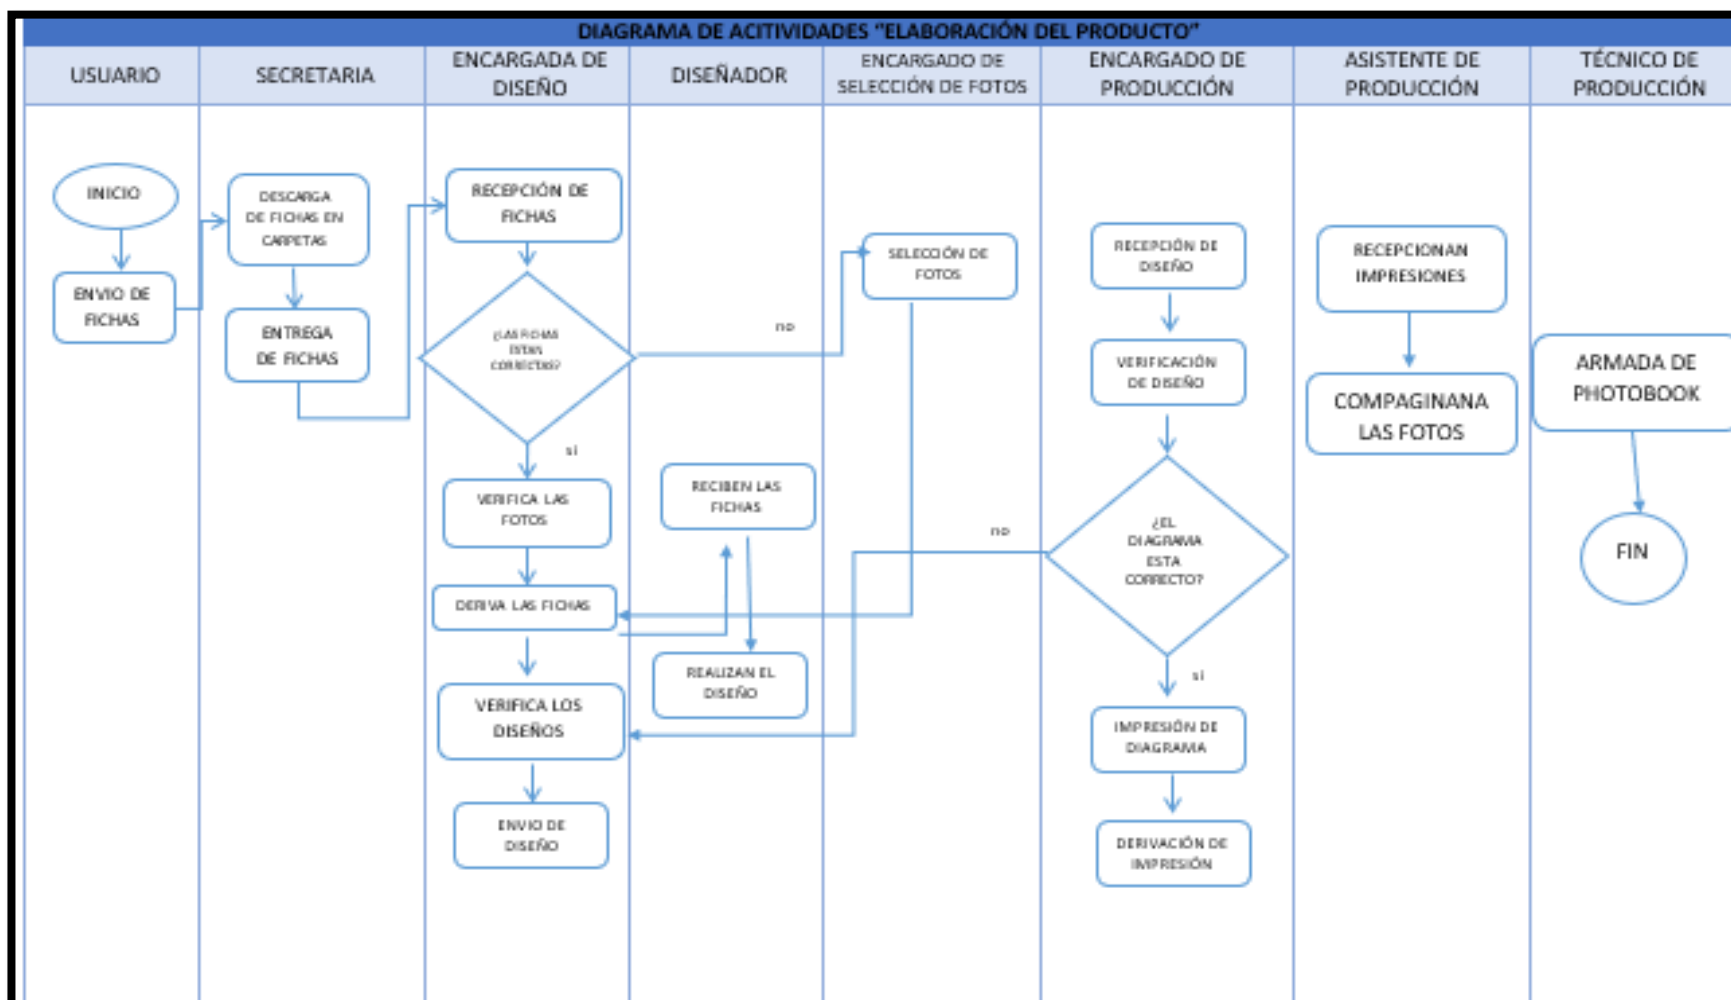 DIAGRAMA DE ACITIVIDADES "ELABORACIÓN DEL PRODUCTO"
USUARIO
SECRETARIA
ENCARGADA DE
DISEÑO
DISEÑADOR
ENCARGADO DE
SELECCIÓN DE FOTOS
ENCARGADO DE
PRODUCCIÓN
ASISTENTE DE
PRODUCCIÓN
TÉCNICO DE
PRODUCCIÓN
INICIO
ENVIO DE
FICHAS
DESCARGA
DE FICHAS EN
CARPETAS
ENTREGA
DE FICHAS
RECEPCIÓN DE
FICHAS
¿LAS FICHAS
ESTAN
CORRECTAS?
no
si
VERIFICA LAS
FOTOS
DERIVA LAS FICHAS
VERIFICA LOS
DISEÑOS
ENVIO DE
DISEÑO
RECIBEN LAS
FICHAS
REALIZAN EL
DISEÑO
SELECCIÓN DE
FOTOS
RECEPCIÓN DE
DISEÑO
VERIFICACIÓN
DE DISEÑO
¿EL
DIAGRAMA
ESTA
CORRECTO?
no
si
IMPRESIÓN DE
DIAGRAMA
DERIVACIÓN DE
IMPRESIÓN
RECEPCIONAN
IMPRESIONES
COMPAGINANA
LAS FOTOS
ARMADA DE
PHOTOBOOK
FIN